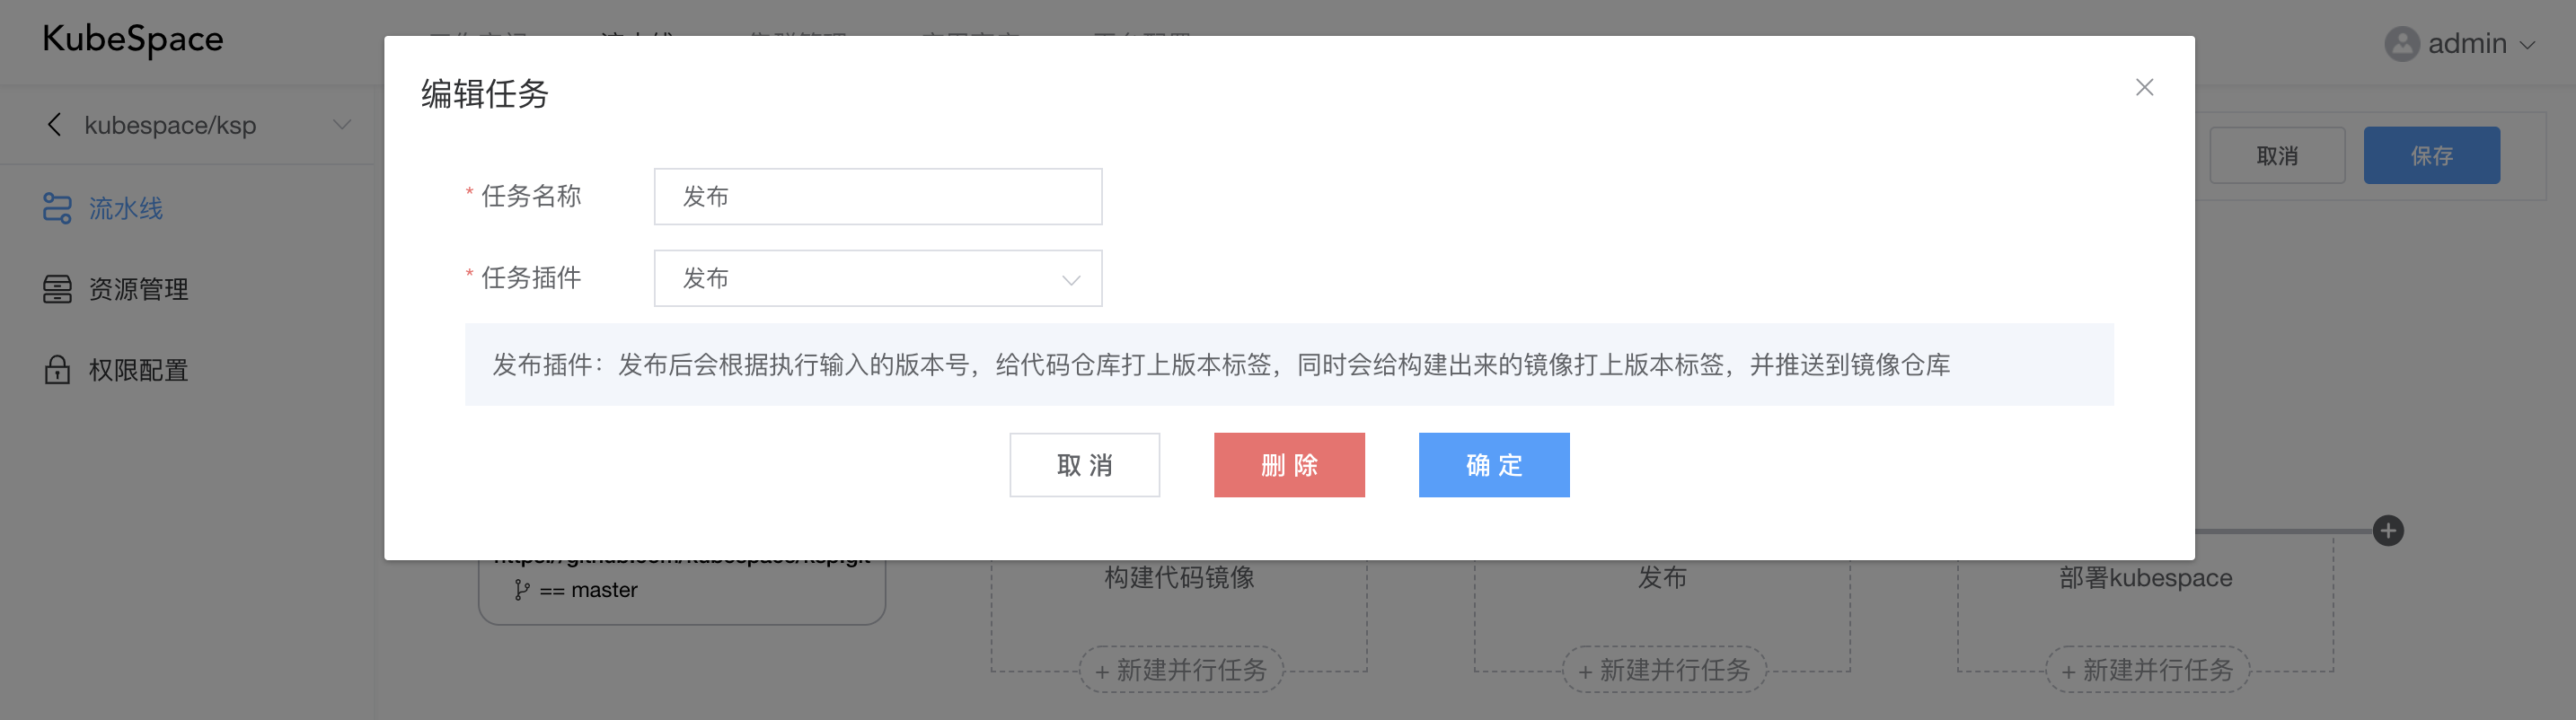 KubeSpace
admin
kubespace/ksp
流水线
资源管理
权限配置
取消
保存
编辑任务
* 任务名称
发布
* 任务插件
发布
发布插件：发布后会根据执行输入的版本号，给代码仓库打上版本标签，同时会给构建出来的镜像打上版本标签，并推送到镜像仓库
取 消
删 除
确 定
https://github.com/kubespace/ksp.git
== master
构建代码镜像
发布
部署kubespace
+ 新建并行任务
+ 新建并行任务
+ 新建并行任务